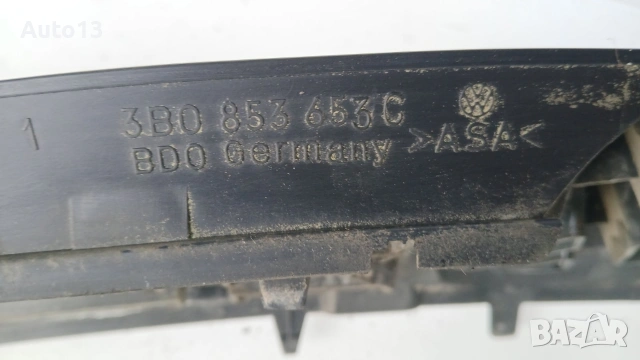 Auto13
1 3B0 853 653 C
BDO Germany >ASA<
BAZAR